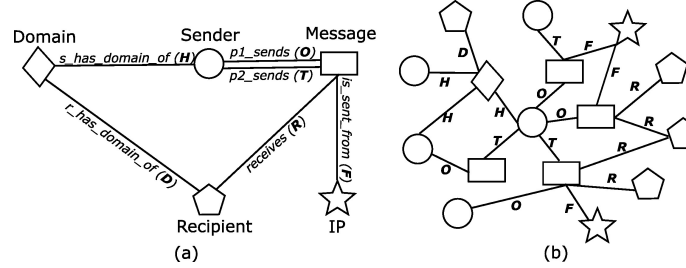 Domain
Sender
Message
s_has_domain_of (H)
p1_sends (O)
p2_sends (T)
r_has_domain_of (D)
receives (R)
is_sent_from (F)
Recipient
IP
(a)
D
T
F
H
F
R
H
O
O
R
H
T
T
R
O
R
O
F
(b)